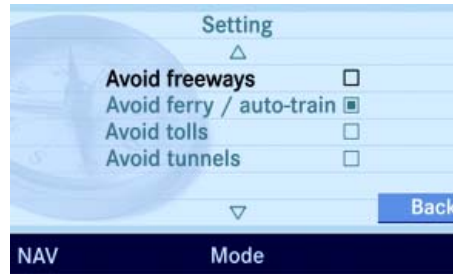 Setting
Avoid freeways
Avoid ferry / auto-train
Avoid tolls
Avoid tunnels
Back
NAV Mode